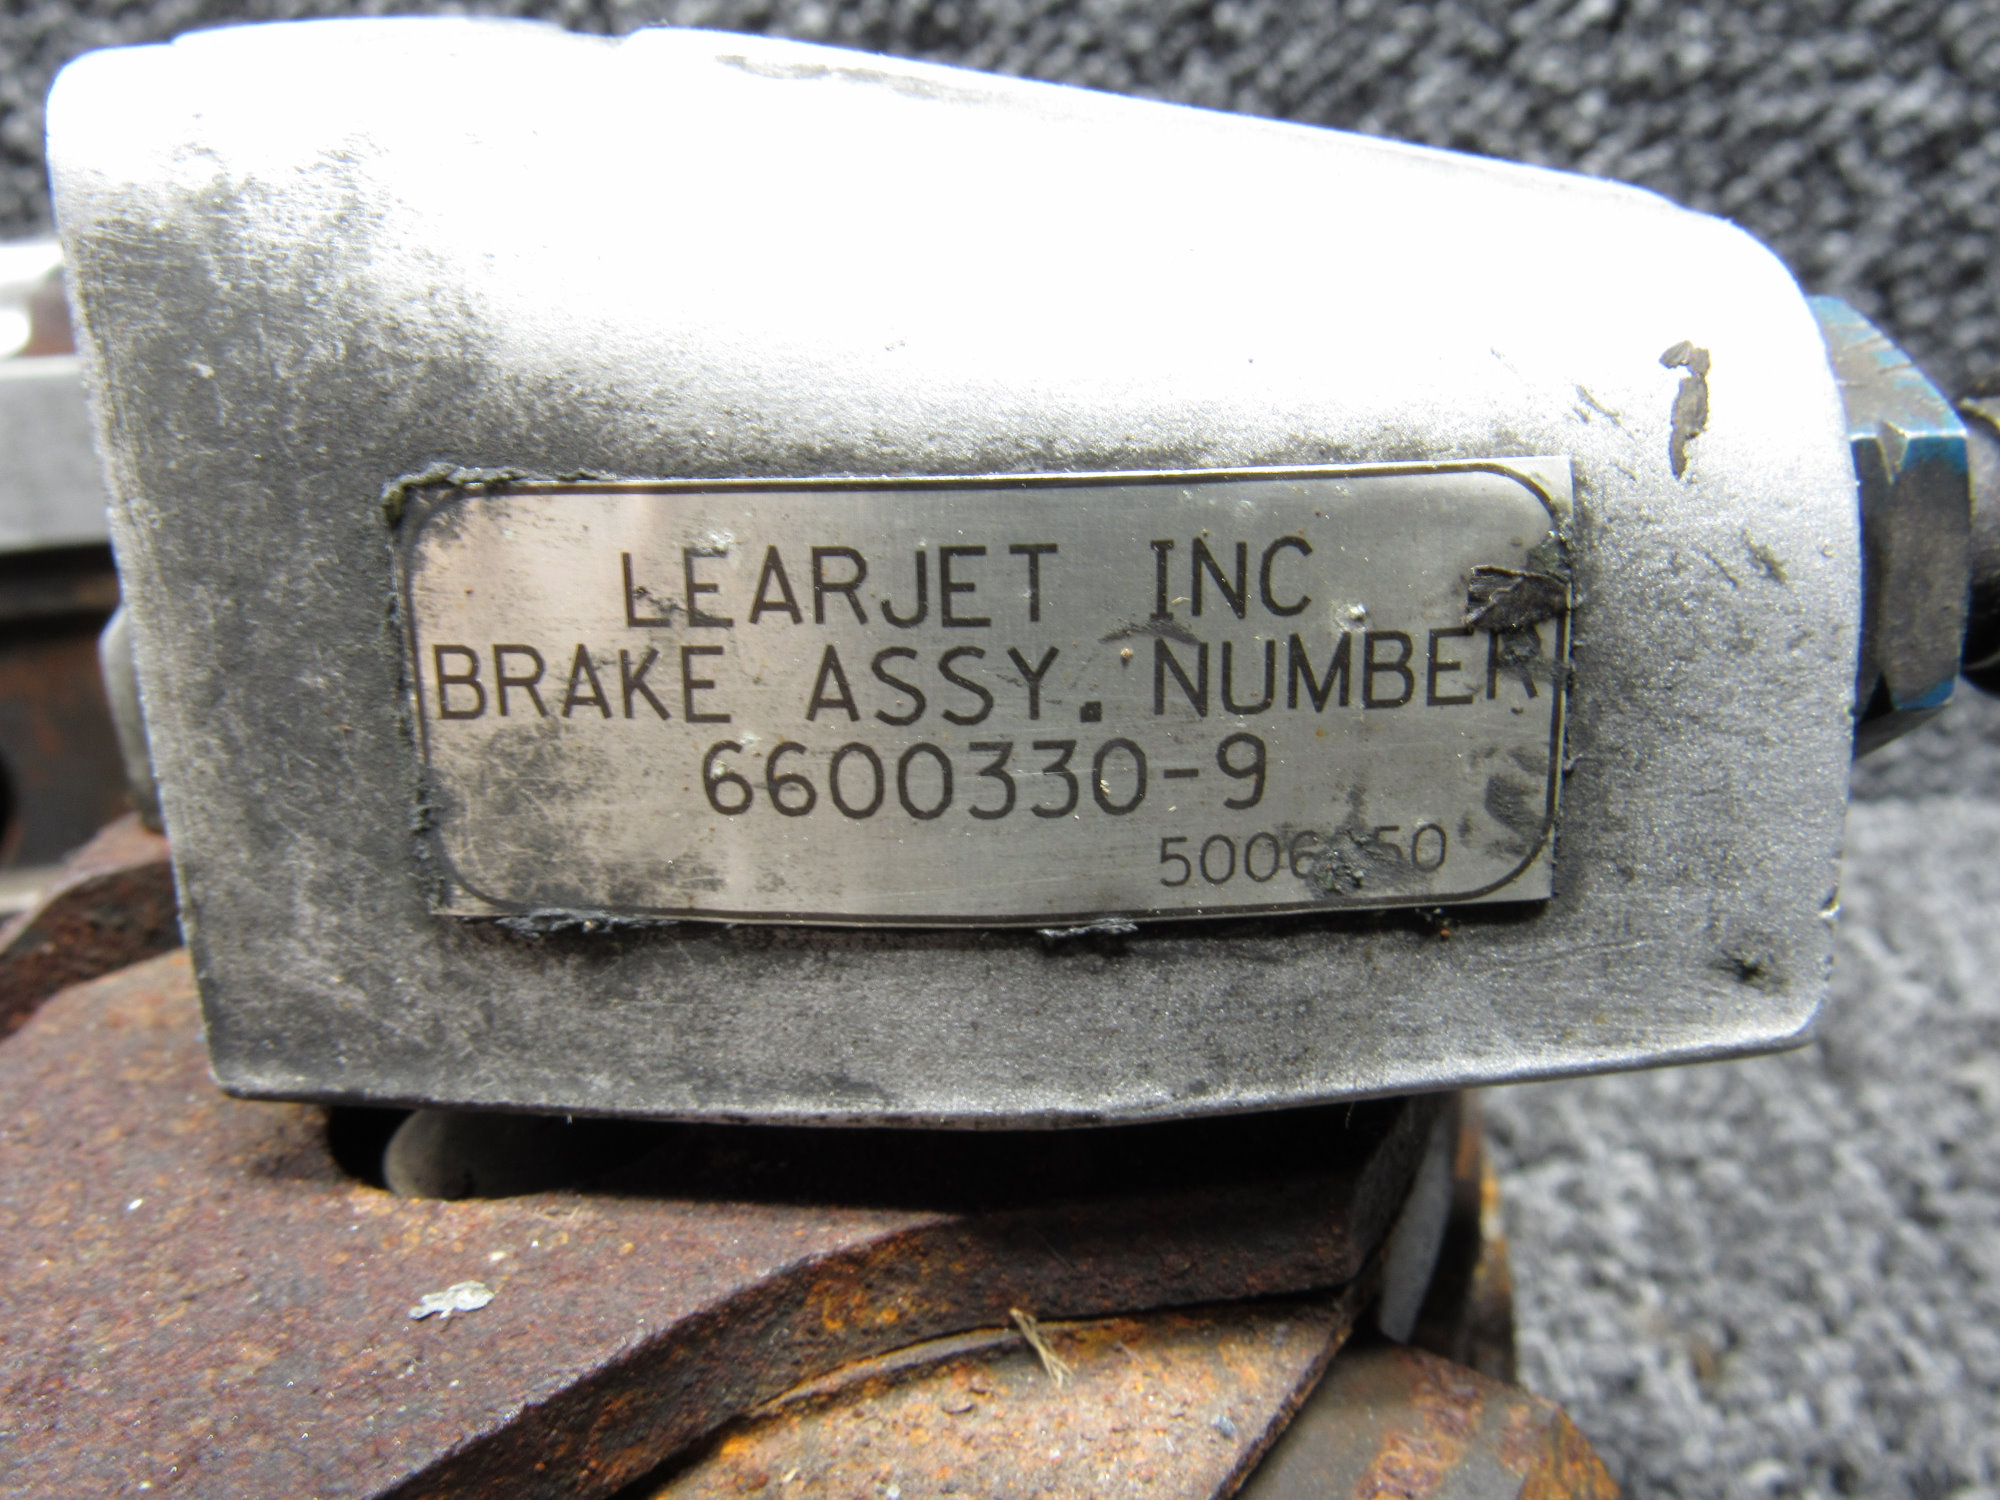 LEARJET INC
BRAKE ASSY. NUMBER
6600330-9